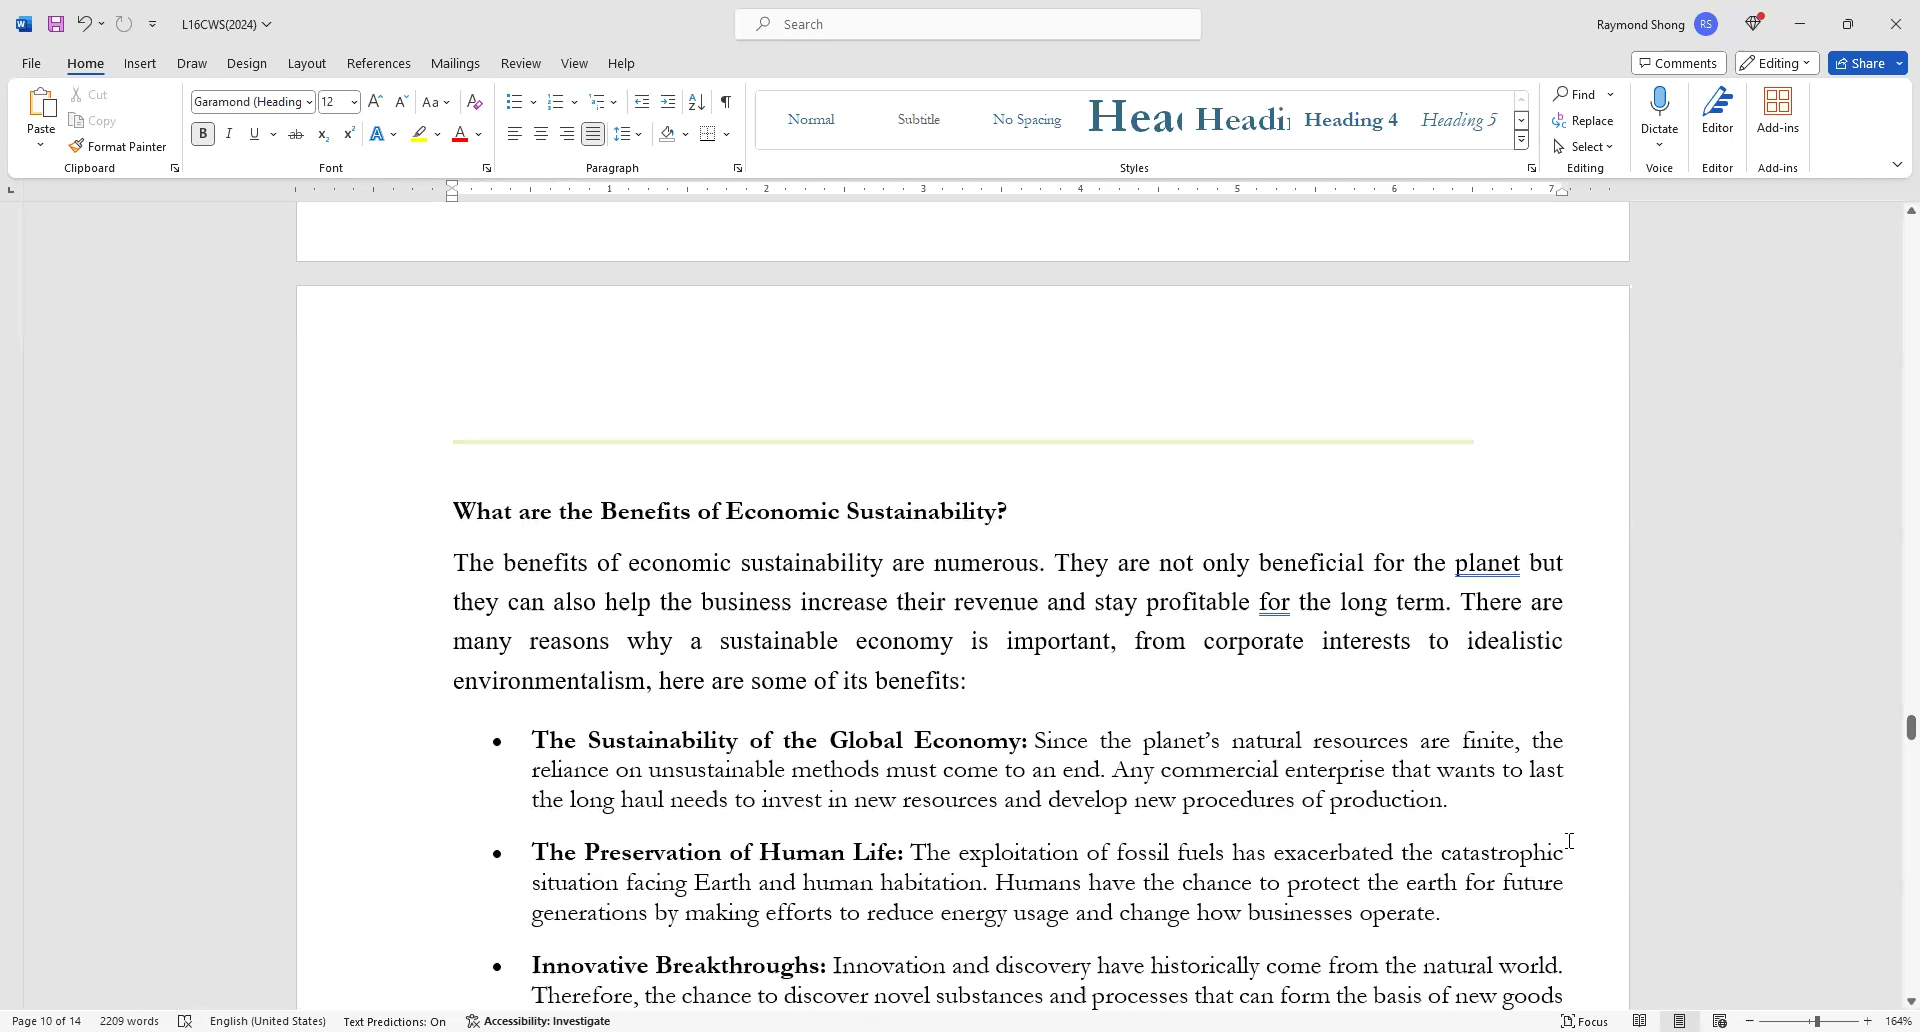 L16CWS(2024)
Search
Raymond Shong RS
File Home Insert Draw Design Layout References Mailings Review View Help
Comments Editing Share
Paste
Cut
Copy
Format Painter
Clipboard
Garamond (Heading 12
Font
Paragraph
Normal Subtitle No Spacing Head Headi Heading 4 Heading 5
Styles
Find
Replace
Select
Editing
Dictate
Voice
Editor
Editor
Add-ins
Add-ins
1 2 3 4 5 6 7
What are the Benefits of Economic Sustainability?
The benefits of economic sustainability are numerous. They are not only beneficial for the planet but
they can also help the business increase their revenue and stay profitable for the long term. There are
many reasons why a sustainable economy is important, from corporate interests to idealistic
environmentalism, here are some of its benefits:
• The Sustainability of the Global Economy: Since the planet’s natural resources are finite, the
reliance on unsustainable methods must come to an end. Any commercial enterprise that wants to last
the long haul needs to invest in new resources and develop new procedures of production.
• The Preservation of Human Life: The exploitation of fossil fuels has exacerbated the catastrophic
situation facing Earth and human habitation. Humans have the chance to protect the earth for future
generations by making efforts to reduce energy usage and change how businesses operate.
• Innovative Breakthroughs: Innovation and discovery have historically come from the natural world.
Therefore, the chance to discover novel substances and processes that can form the basis of new goods
Page 10 of 14 2209 words English (United States) Text Predictions: On Accessibility: Investigate Focus 164%